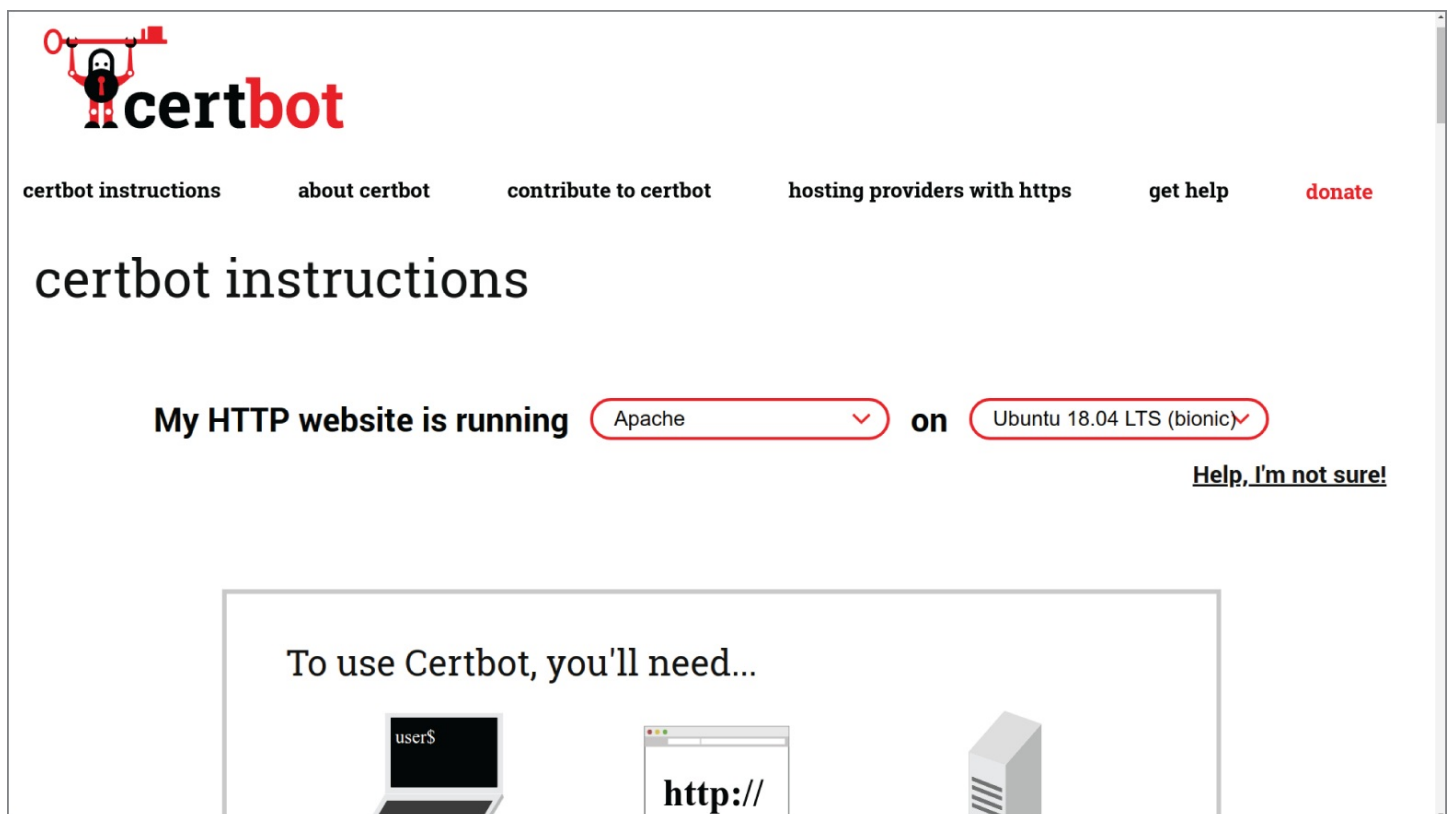 certbot
certbot instructions about certbot contribute to certbot hosting providers with https get help donate
certbot instructions
My HTTP website is running Apache on Ubuntu 18.04 LTS (bionic)
Help, I'm not sure!
To use Certbot, you'll need...
user$
http://